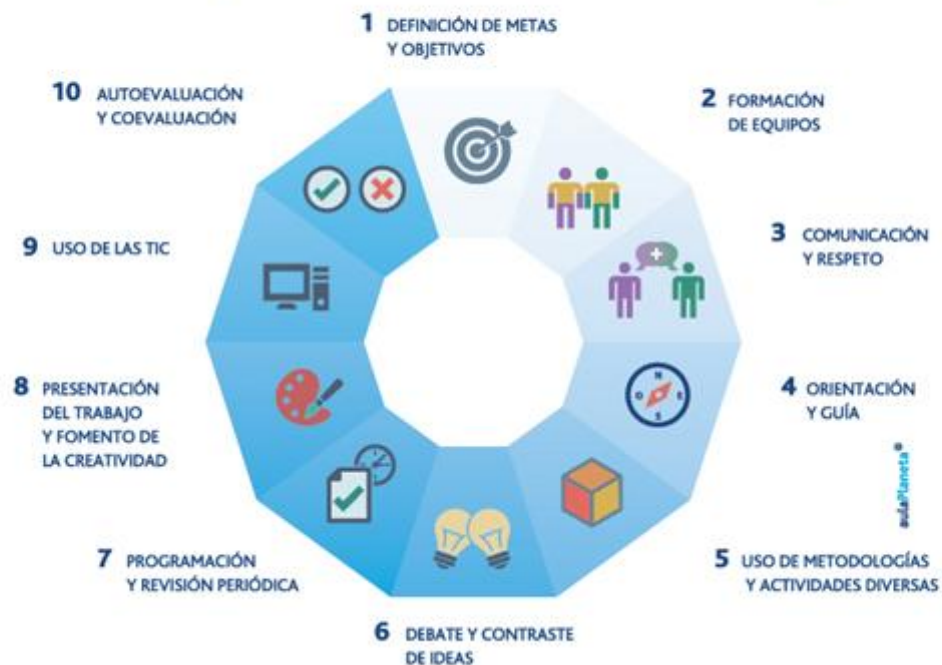 1 DEFINICIÓN DE METAS
Y OBJETIVOS
2 FORMACIÓN
DE EQUIPOS
3 COMUNICACIÓN
Y RESPETO
4 ORIENTACIÓN
Y GUÍA
5 USO DE METODOLOGÍAS
Y ACTIVIDADES DIVERSAS
6 DEBATE Y CONTRASTE
DE IDEAS
7 PROGRAMACIÓN
Y REVISIÓN PERIÓDICA
8 PRESENTACIÓN
DEL TRABAJO
Y FOMENTO DE
LA CREATIVIDAD
9 USO DE LAS TIC
10 AUTOEVALUACIÓN
Y COEVALUACIÓN
N
O E
S
aulaPlaneta